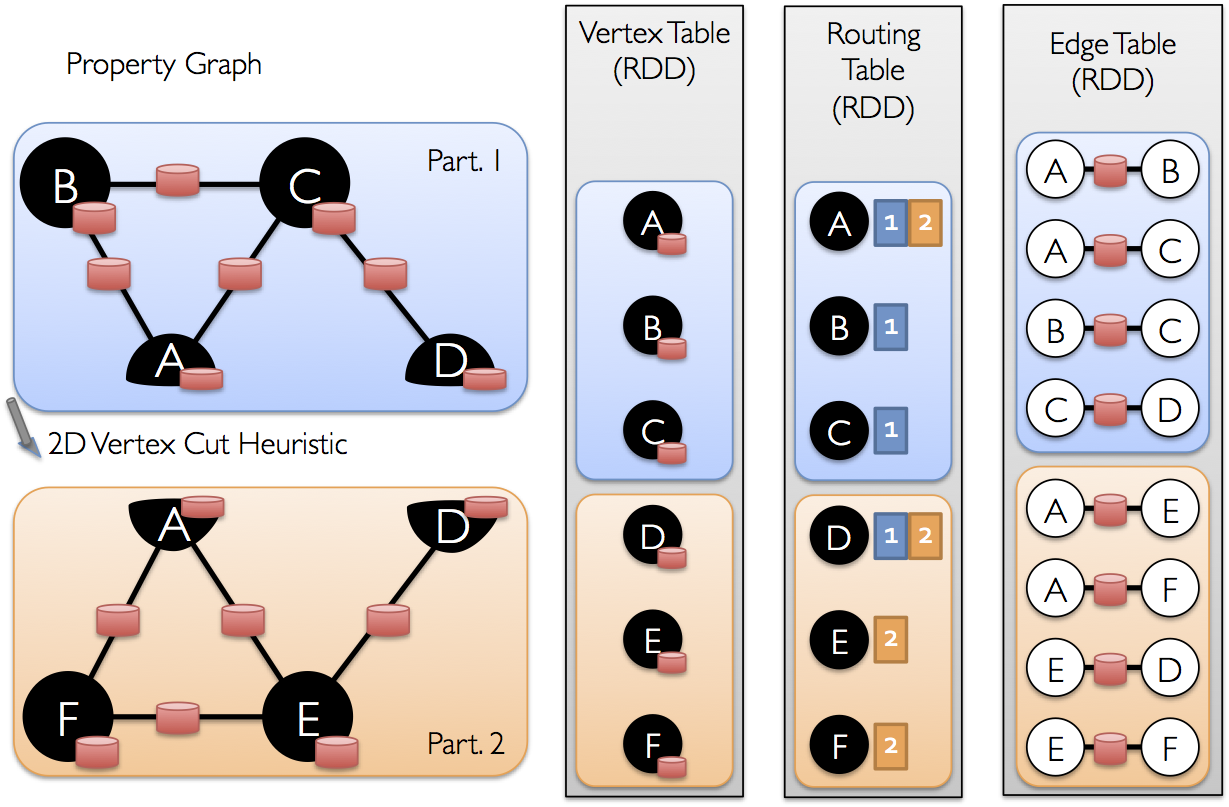 Property Graph
Part. 1
B
C
A
D
2D Vertex Cut Heuristic
A
D
F
E
Part. 2
Vertex Table
(RDD)
A
B
C
D
E
F
Routing
Table
(RDD)
A 1 2
B 1
C 1
D 1 2
E 2
F 2
Edge Table
(RDD)
A B
A C
B C
C D
A E
A F
E D
E F